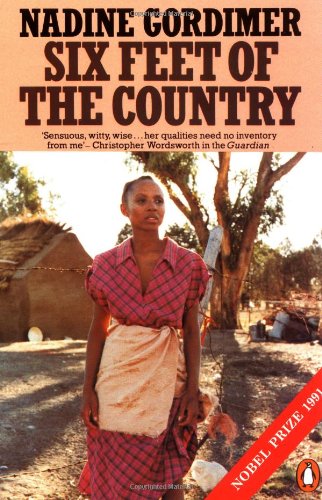 NADINE GORDIMER
SIX FEET OF
THE COUNTRY
'Sensuous, witty, wise...her qualities need no inventory
from me'– Christopher Wordsworth in the Guardian
NOBEL PRIZE 1991